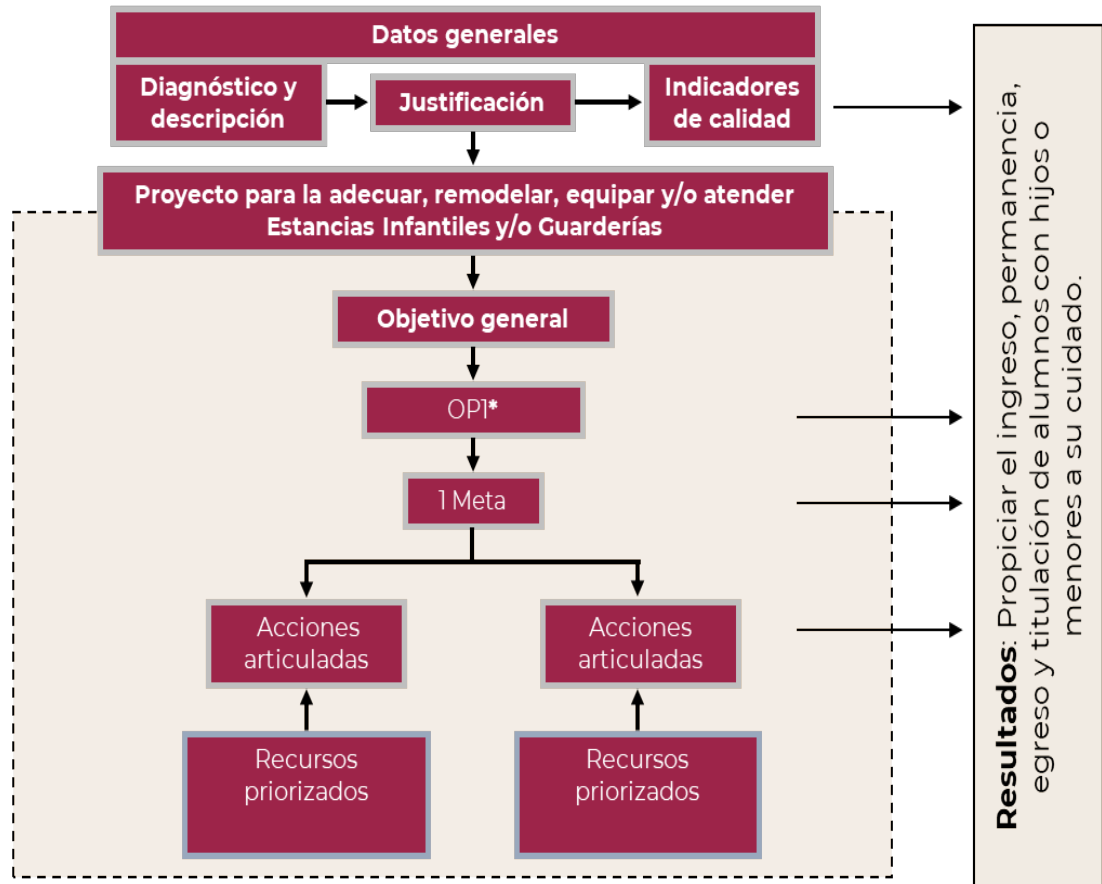 Datos generales
Diagnóstico y
descripción
Justificación
Indicadores
de calidad
Proyecto para la adecuar, remodelar, equipar y/o atender
Estancias Infantiles y/o Guarderías
Objetivo general
OP1*
1 Meta
Acciones
articuladas
Acciones
articuladas
Recursos
priorizados
Recursos
priorizados
Resultados: Propiciar el ingreso, permanencia,
egreso y titulación de alumnos con hijos o
menores a su cuidado.